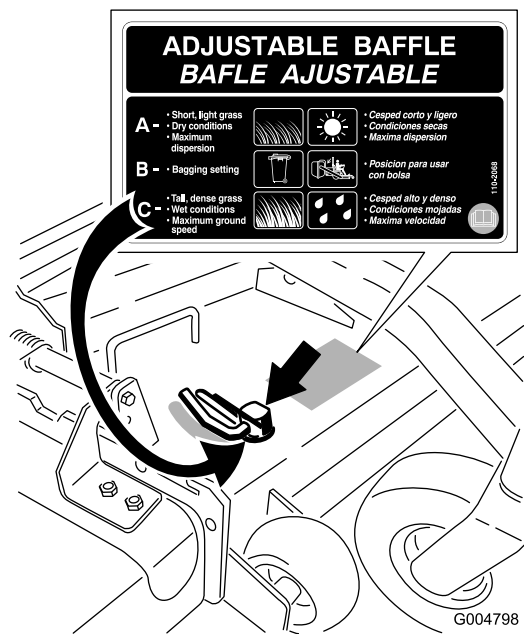 ADJUSTABLE BAFFLE
BAFLE AJUSTABLE
A - • Short, light grass
• Dry conditions
• Maximum
dispersion
• Cesped corto y ligero
• Condiciones secas
• Maxima dispersion
B - • Bagging setting
• Posicion para usar
con bolsa
C - • Tall, dense grass
• Wet conditions
• Maximum ground
speed
• Cesped alto y denso
• Condiciones mojadas
• Maxima velocidad
110-2068
G004798